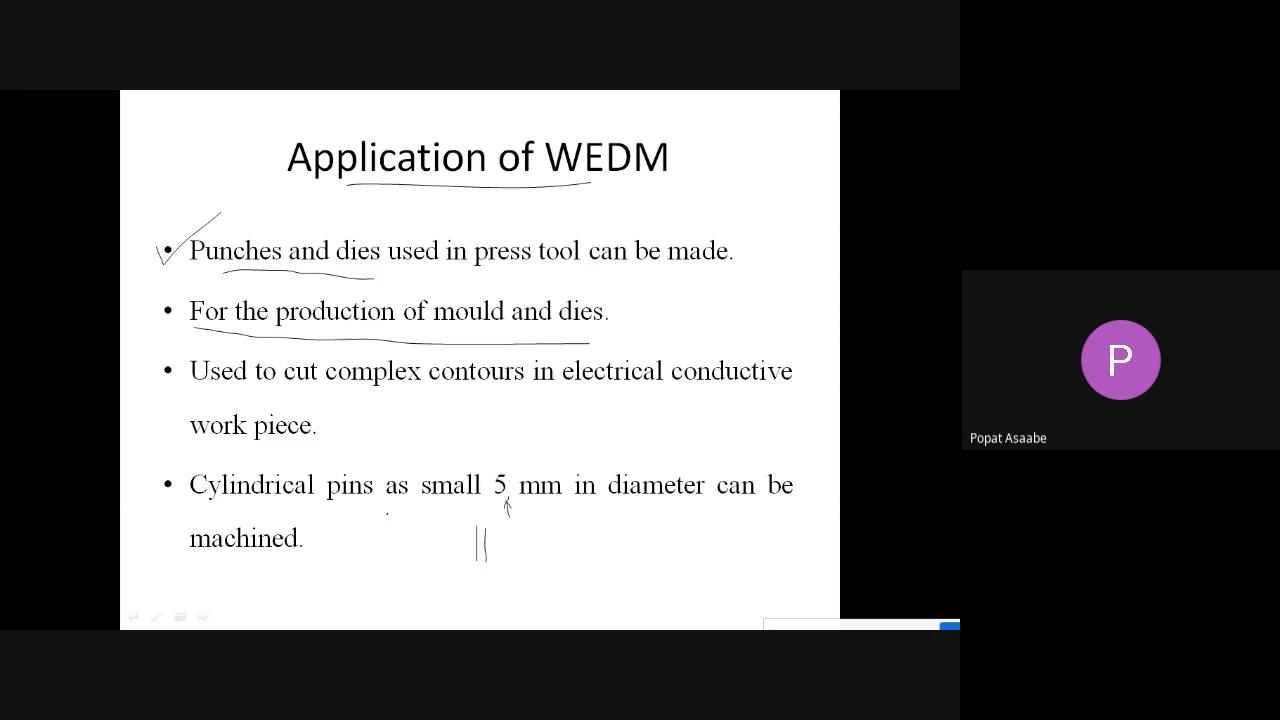 Application of WEDM
• Punches and dies used in press tool can be made.
• For the production of mould and dies.
• Used to cut complex contours in electrical conductive
work piece.
• Cylindrical pins as small 5 mm in diameter can be
machined.
P
Popat Asaabe